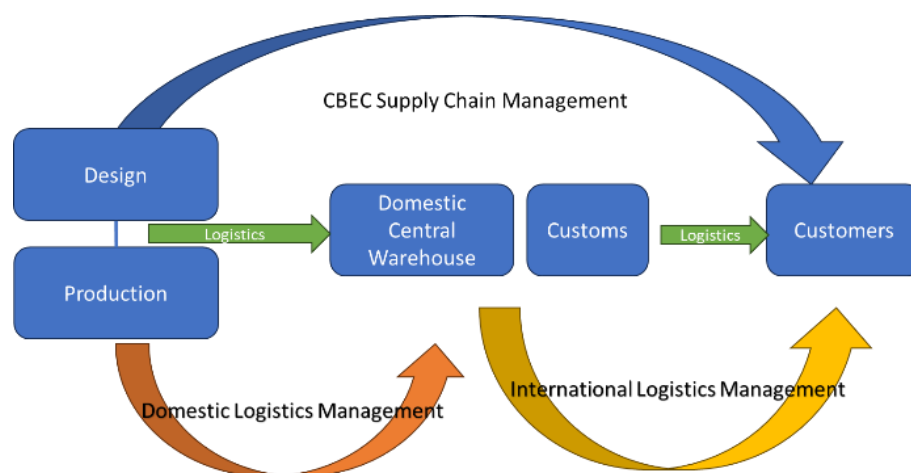 CBEC Supply Chain Management
Design
Production
Logistics
Domestic
Central
Warehouse
Customs
Logistics
Customers
Domestic Logistics Management
International Logistics Management